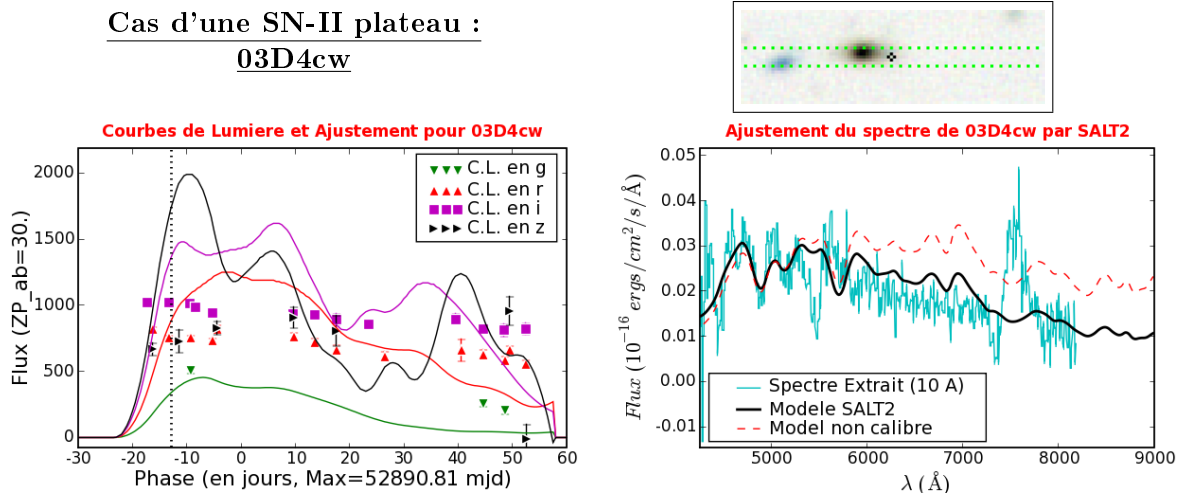 Cas d'une SN-II plateau :
03D4cw
Courbes de Lumiere et Ajustement pour 03D4cw
Flux (ZP_ab=30.)
2000
1500
1000
500
0
C.L. en g
C.L. en r
C.L. en i
C.L. en z
-30
-20
-10
0
10
20
30
40
50
60
Phase (en jours, Max=52890.81 mjd)
Ajustement du spectre de 03D4cw par SALT2
Flux (10^{-16} ergs/cm^2/s/Å)
0.05
0.04
0.03
0.02
0.01
0.00
-0.01
Spectre Extrait (10 A)
Modele SALT2
Model non calibre
5000
6000
7000
8000
9000
λ (Å)